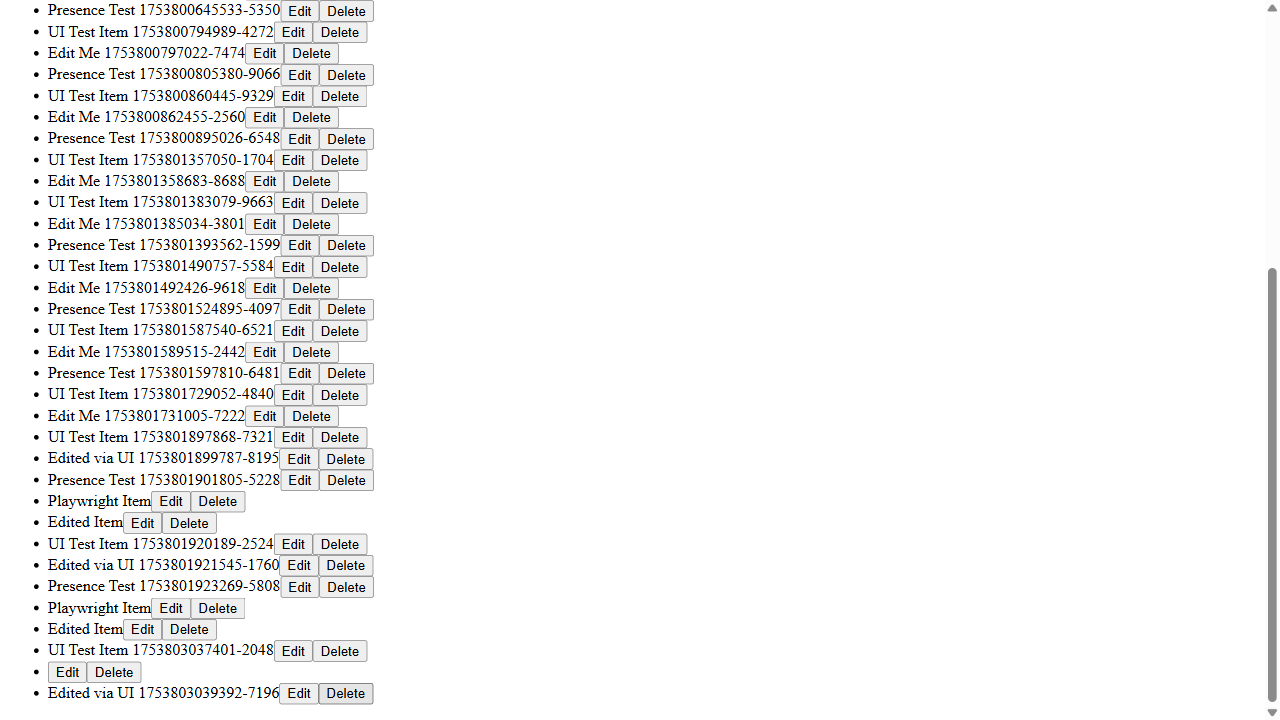 Presence Test 1753800645533-5350 Edit Delete
UI Test Item 1753800794989-4272 Edit Delete
Edit Me 1753800797022-7474 Edit Delete
Presence Test 1753800805380-9066 Edit Delete
UI Test Item 1753800860445-9329 Edit Delete
Edit Me 1753800862455-2560 Edit Delete
Presence Test 1753800895026-6548 Edit Delete
UI Test Item 1753801357050-1704 Edit Delete
Edit Me 1753801358683-8688 Edit Delete
UI Test Item 1753801383079-9663 Edit Delete
Edit Me 1753801385034-3801 Edit Delete
Presence Test 1753801393562-1599 Edit Delete
UI Test Item 1753801490757-5584 Edit Delete
Edit Me 1753801492426-9618 Edit Delete
Presence Test 1753801524895-4097 Edit Delete
UI Test Item 1753801587540-6521 Edit Delete
Edit Me 1753801589515-2442 Edit Delete
Presence Test 1753801597810-6481 Edit Delete
UI Test Item 1753801729052-4840 Edit Delete
Edit Me 1753801731005-7222 Edit Delete
UI Test Item 1753801897868-7321 Edit Delete
Edited via UI 1753801899787-8195 Edit Delete
Presence Test 1753801901805-5228 Edit Delete
Playwright Item Edit Delete
Edited Item Edit Delete
UI Test Item 1753801920189-2524 Edit Delete
Edited via UI 1753801921545-1760 Edit Delete
Presence Test 1753801923269-5808 Edit Delete
Playwright Item Edit Delete
Edited Item Edit Delete
UI Test Item 1753803037401-2048 Edit Delete
Edit Delete
Edited via UI 1753803039392-7196 Edit Delete